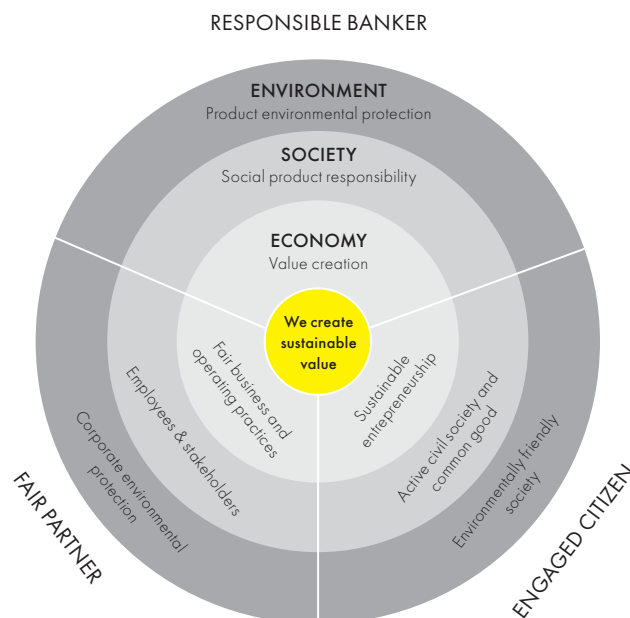 RESPONSIBLE BANKER
ENVIRONMENT
Product environmental protection
SOCIETY
Social product responsibility
ECONOMY
Value creation
We create
sustainable
value
Fair business and
operating practices
Employees & stakeholders
Corporate environmental
protection
FAIR PARTNER
Sustainable
entrepreneurship
Active civil society and
common good
Environmentally friendly
society
ENGAGED CITIZEN